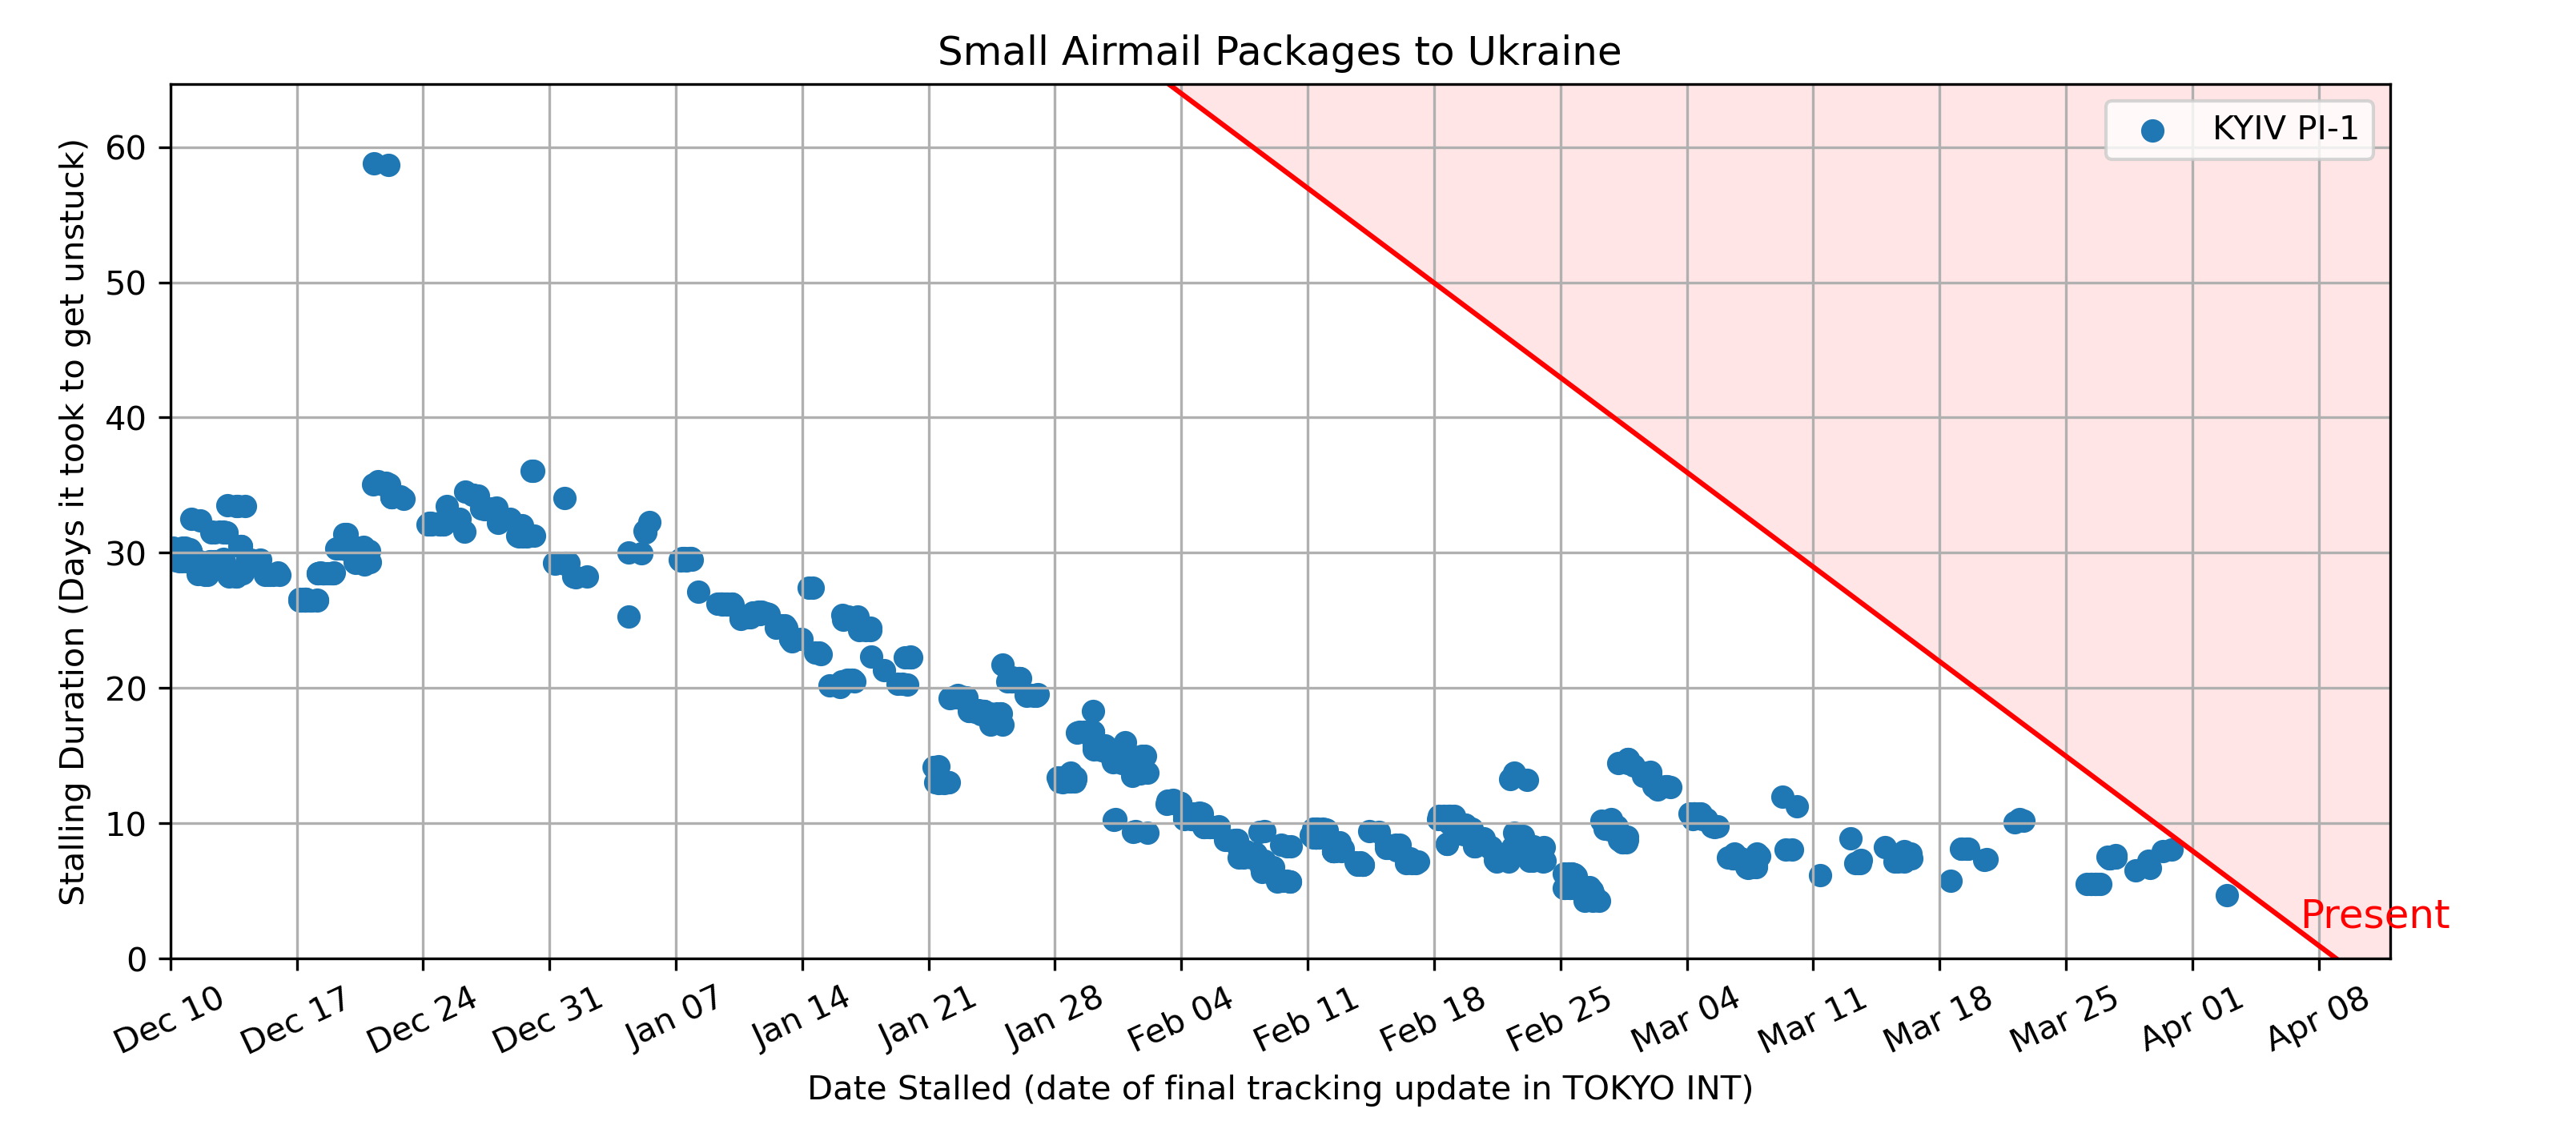 Small Airmail Packages to Ukraine
KYIV PI-1
Stalling Duration (Days it took to get unstuck)
60
50
40
30
20
10
0
Present
Dec 10
Dec 17
Dec 24
Dec 31
Jan 07
Jan 14
Jan 21
Jan 28
Feb 04
Feb 11
Feb 18
Feb 25
Mar 04
Mar 11
Mar 18
Mar 25
Apr 01
Apr 08
Date Stalled (date of final tracking update in TOKYO INT)